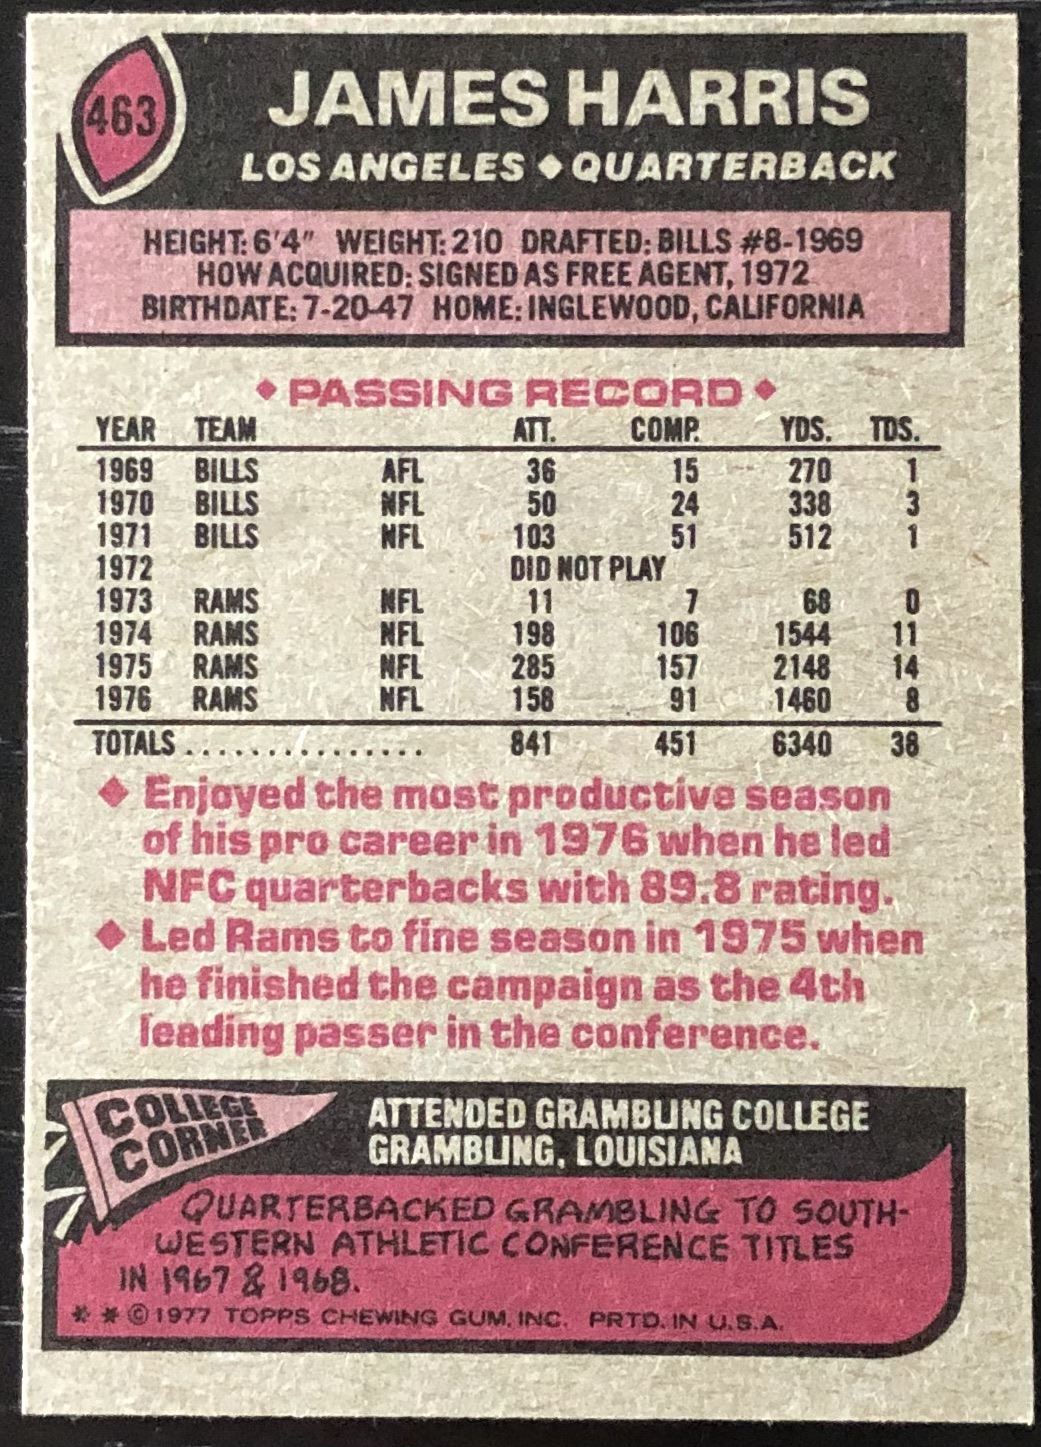 463
JAMES HARRIS
LOS ANGELES ◆ QUARTERBACK
HEIGHT: 6'4" WEIGHT: 210 DRAFTED: BILLS #8-1969
HOW ACQUIRED: SIGNED AS FREE AGENT, 1972
BIRTHDATE: 7-20-47 HOME: INGLEWOOD, CALIFORNIA
◆ PASSING RECORD ◆
YEAR TEAM ATT. COMP. YDS. TDS.
1969 BILLS AFL 36 15 270 1
1970 BILLS NFL 50 24 338 3
1971 BILLS NFL 103 51 512 1
1972 DID NOT PLAY
1973 RAMS NFL 11 7 68 0
1974 RAMS NFL 198 106 1544 11
1975 RAMS NFL 285 157 2148 14
1976 RAMS NFL 158 91 1460 8
TOTALS ............... 841 451 6340 38
◆ Enjoyed the most productive season
of his pro career in 1976 when he led
NFC quarterbacks with 89.8 rating.
◆ Led Rams to fine season in 1975 when
he finished the campaign as the 4th
leading passer in the conference.
COLLEGE
CORNER
ATTENDED GRAMBLING COLLEGE
GRAMBLING, LOUISIANA
QUARTERBACKED GRAMBLING TO SOUTH-
WESTERN ATHLETIC CONFERENCE TITLES
IN 1967 & 1968.
* * © 1977 TOPPS CHEWING GUM, INC. PRTD. IN U.S.A.